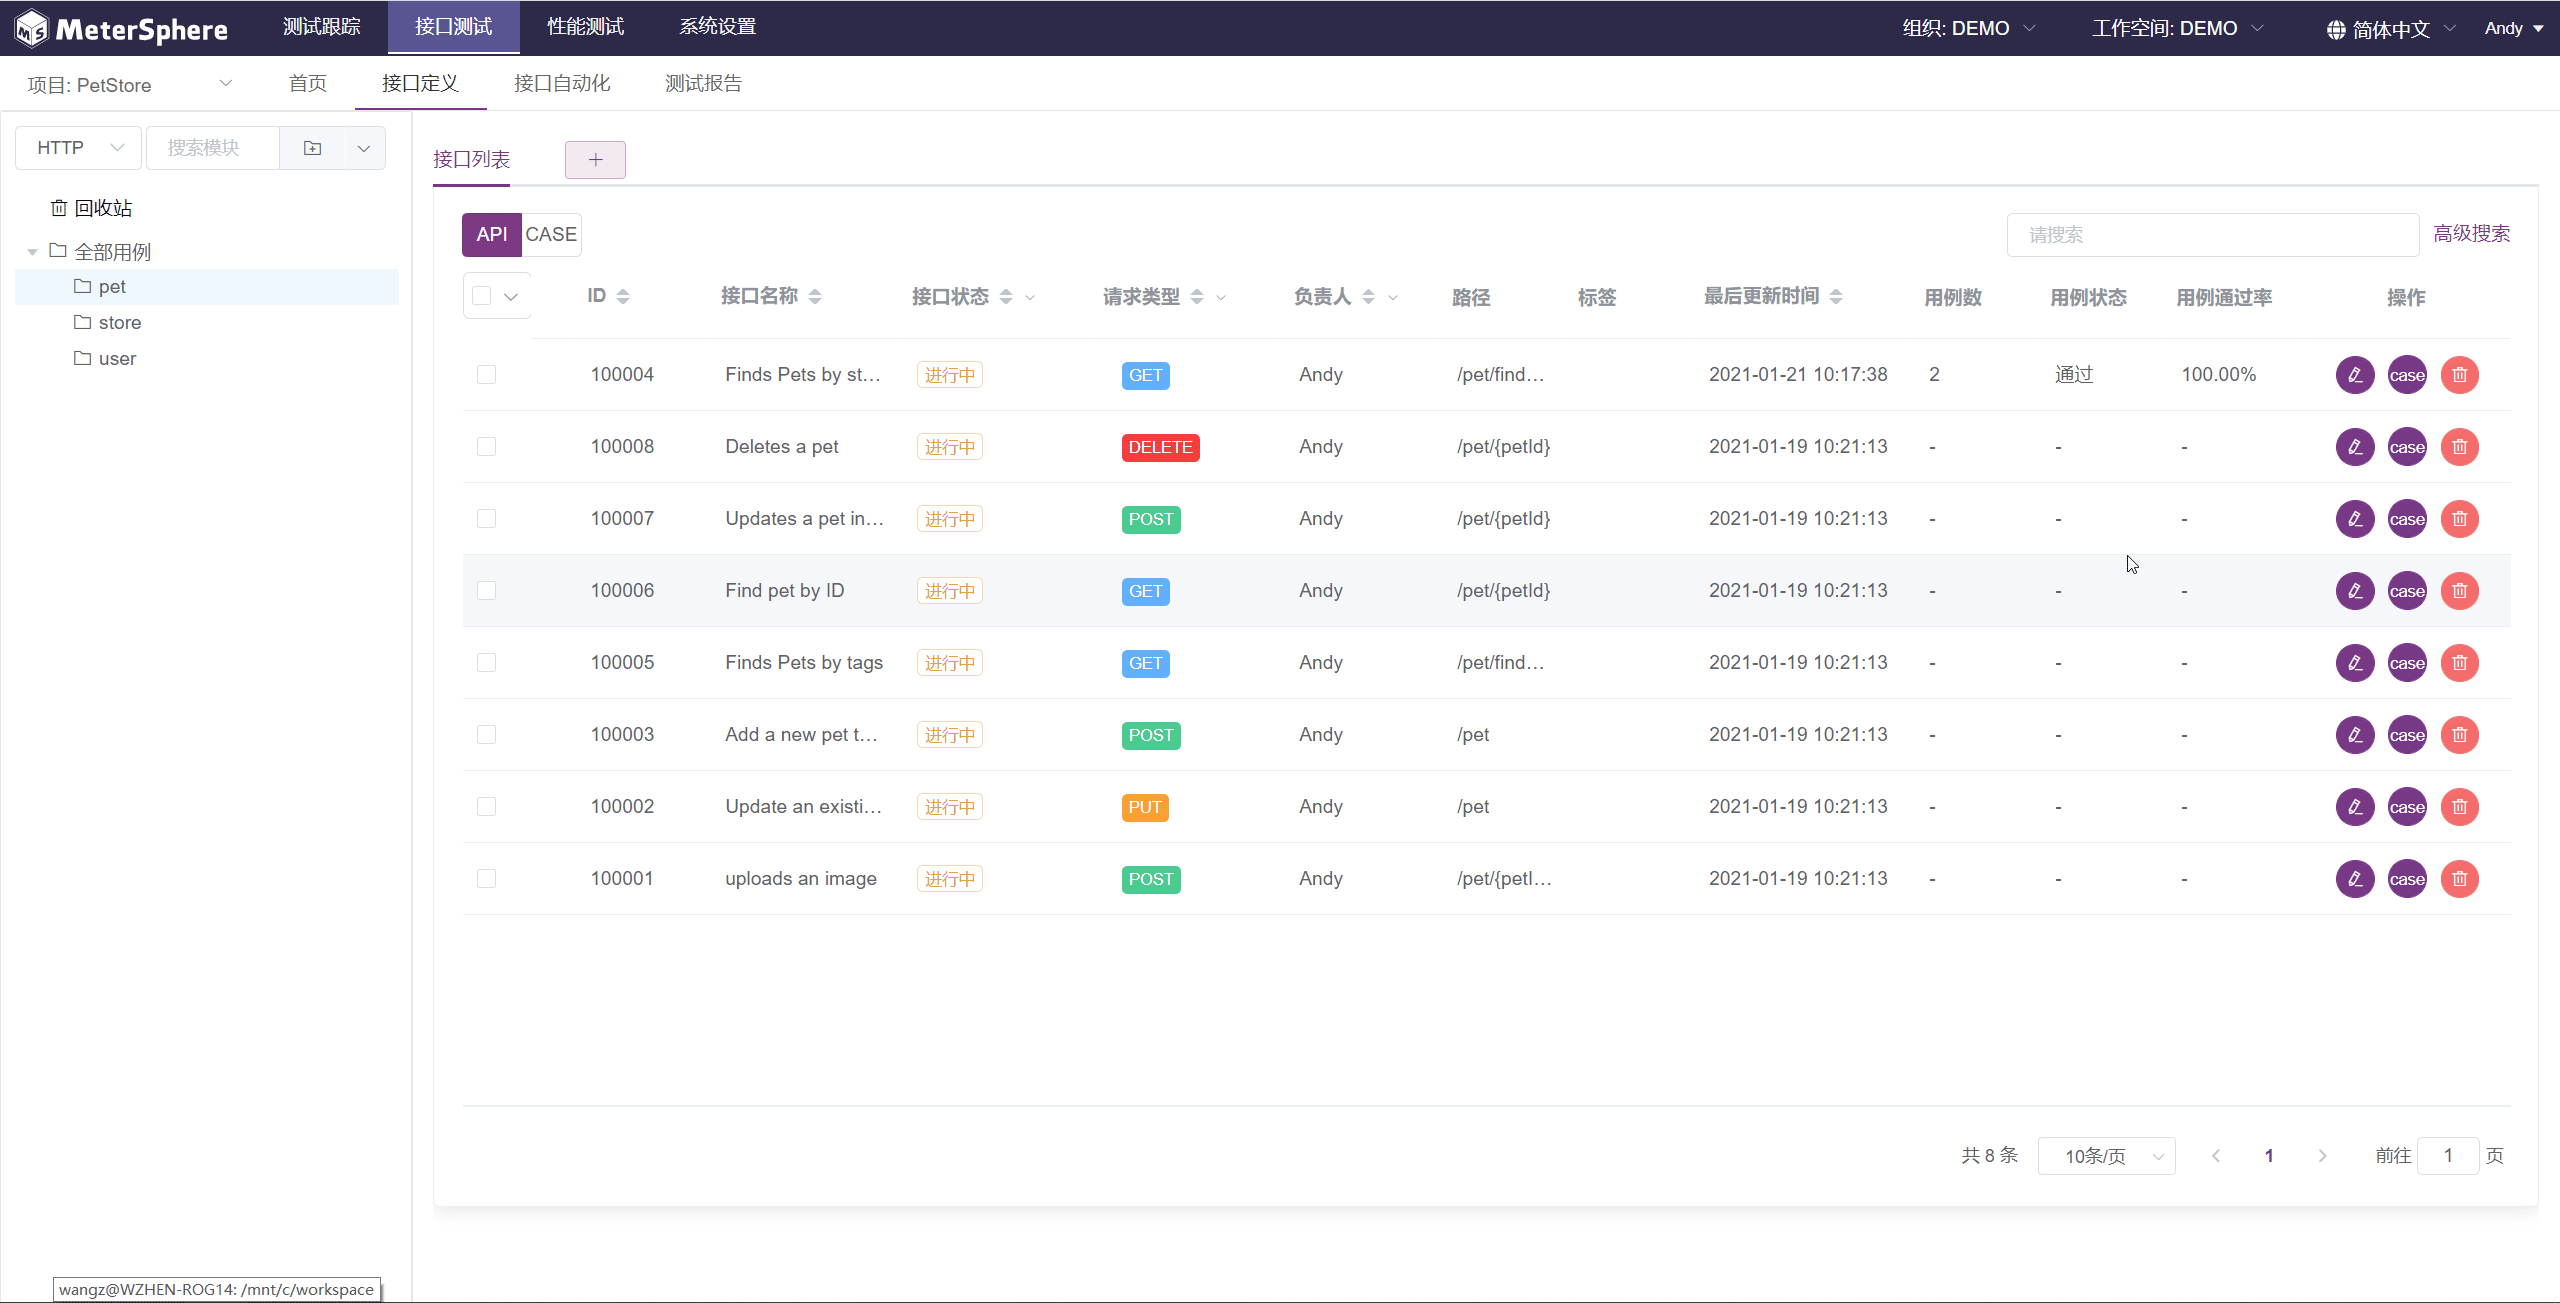 MeterSphere 测试跟踪 接口测试 性能测试 系统设置 组织: DEMO 工作空间: DEMO 简体中文 Andy
项目: PetStore 首页 接口定义 接口自动化 测试报告
HTTP 搜索模块
回收站
全部用例
pet
store
user
接口列表 +
API CASE 请搜索 高级搜索
ID 接口名称 接口状态 请求类型 负责人 路径 标签 最后更新时间 用例数 用例状态 用例通过率 操作
100004 Finds Pets by st... 进行中 GET Andy /pet/find... 2021-01-21 10:17:38 2 通过 100.00% case
100008 Deletes a pet 进行中 DELETE Andy /pet/{petId} 2021-01-19 10:21:13 - - - case
100007 Updates a pet in... 进行中 POST Andy /pet/{petId} 2021-01-19 10:21:13 - - - case
100006 Find pet by ID 进行中 GET Andy /pet/{petId} 2021-01-19 10:21:13 - - - case
100005 Finds Pets by tags 进行中 GET Andy /pet/find... 2021-01-19 10:21:13 - - - case
100003 Add a new pet t... 进行中 POST Andy /pet 2021-01-19 10:21:13 - - - case
100002 Update an existi... 进行中 PUT Andy /pet 2021-01-19 10:21:13 - - - case
100001 uploads an image 进行中 POST Andy /pet/{petI... 2021-01-19 10:21:13 - - - case
共 8 条 10条/页 1 前往 1 页
wangz@WZHEN-ROG14: /mnt/c/workspace